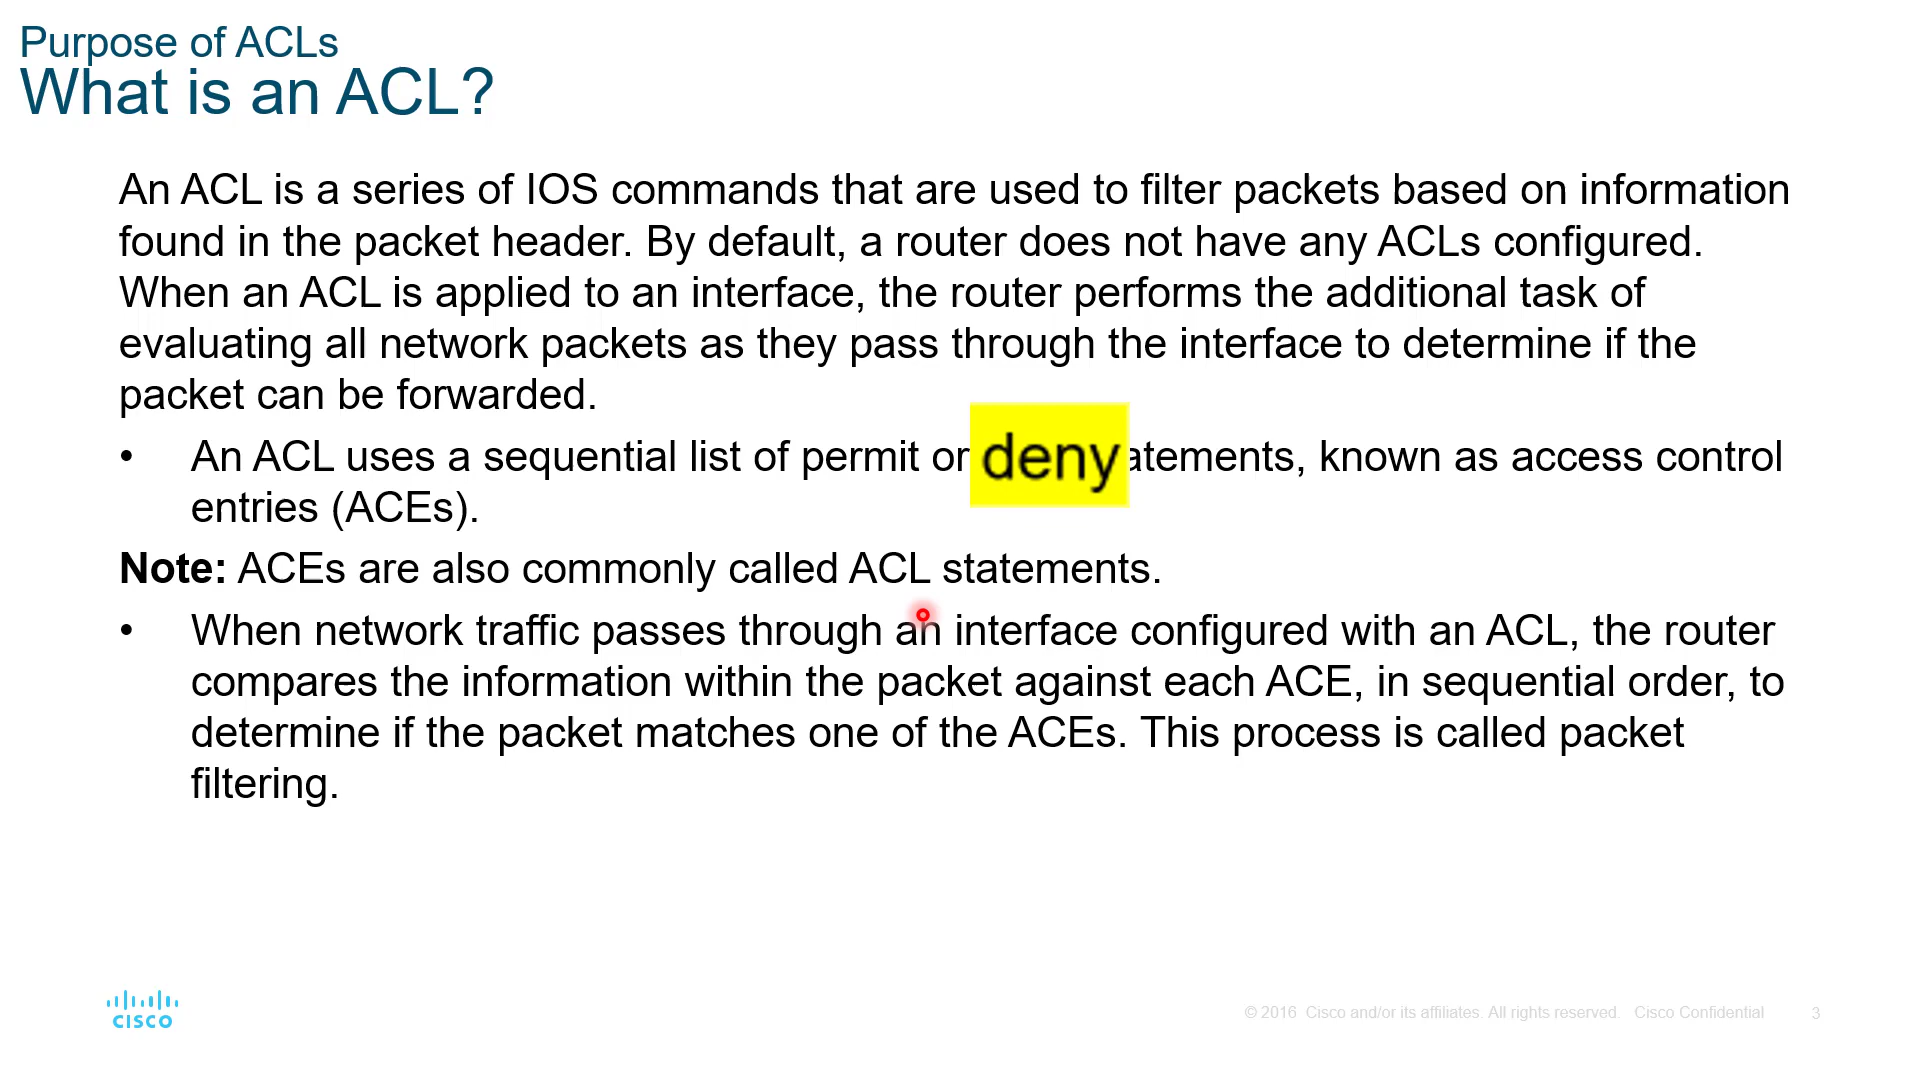 Purpose of ACLs
What is an ACL?
An ACL is a series of IOS commands that are used to filter packets based on information
found in the packet header. By default, a router does not have any ACLs configured.
When an ACL is applied to an interface, the router performs the additional task of
evaluating all network packets as they pass through the interface to determine if the
packet can be forwarded.
• An ACL uses a sequential list of permit or deny atements, known as access control
entries (ACEs).
Note: ACEs are also commonly called ACL statements.
• When network traffic passes through an interface configured with an ACL, the router
compares the information within the packet against each ACE, in sequential order, to
determine if the packet matches one of the ACEs. This process is called packet
filtering.
CISCO
© 2016 Cisco and/or its affiliates. All rights reserved. Cisco Confidential 3